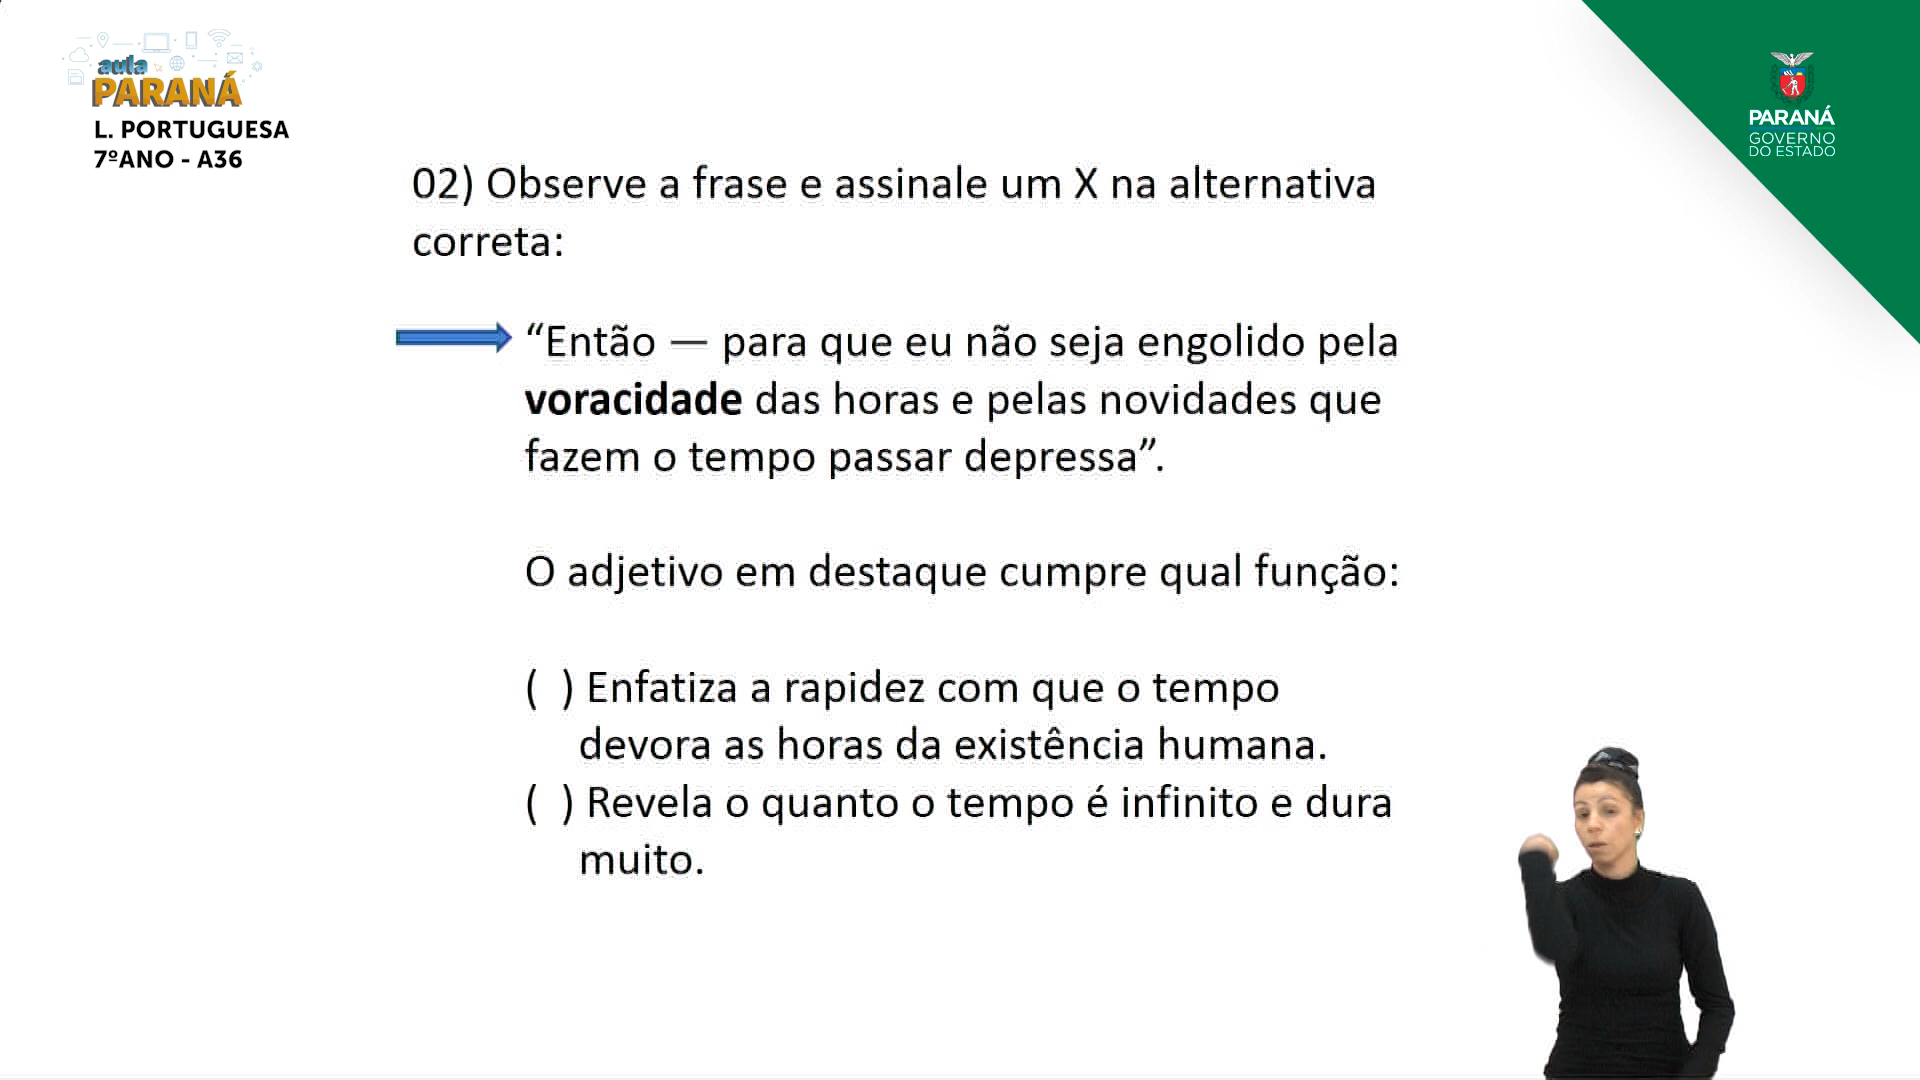 aula
PARANÁ
L. PORTUGUESA
7ºANO - A36
PARANÁ
GOVERNO
DO ESTADO
02) Observe a frase e assinale um X na alternativa
correta:
“Então — para que eu não seja engolido pela
voracidade das horas e pelas novidades que
fazem o tempo passar depressa”.
O adjetivo em destaque cumpre qual função:
( ) Enfatiza a rapidez com que o tempo
devora as horas da existência humana.
( ) Revela o quanto o tempo é infinito e dura
muito.